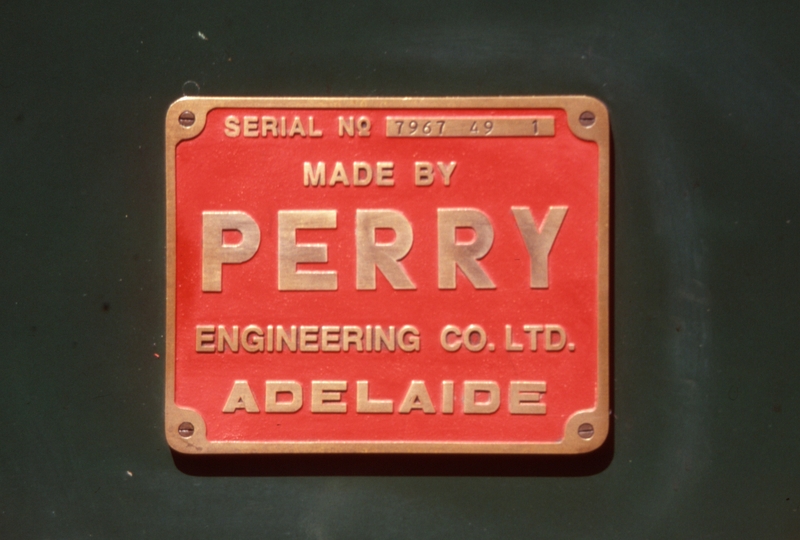 SERIAL Nº 7967 49 1
MADE BY
PERRY
ENGINEERING CO. LTD.
ADELAIDE